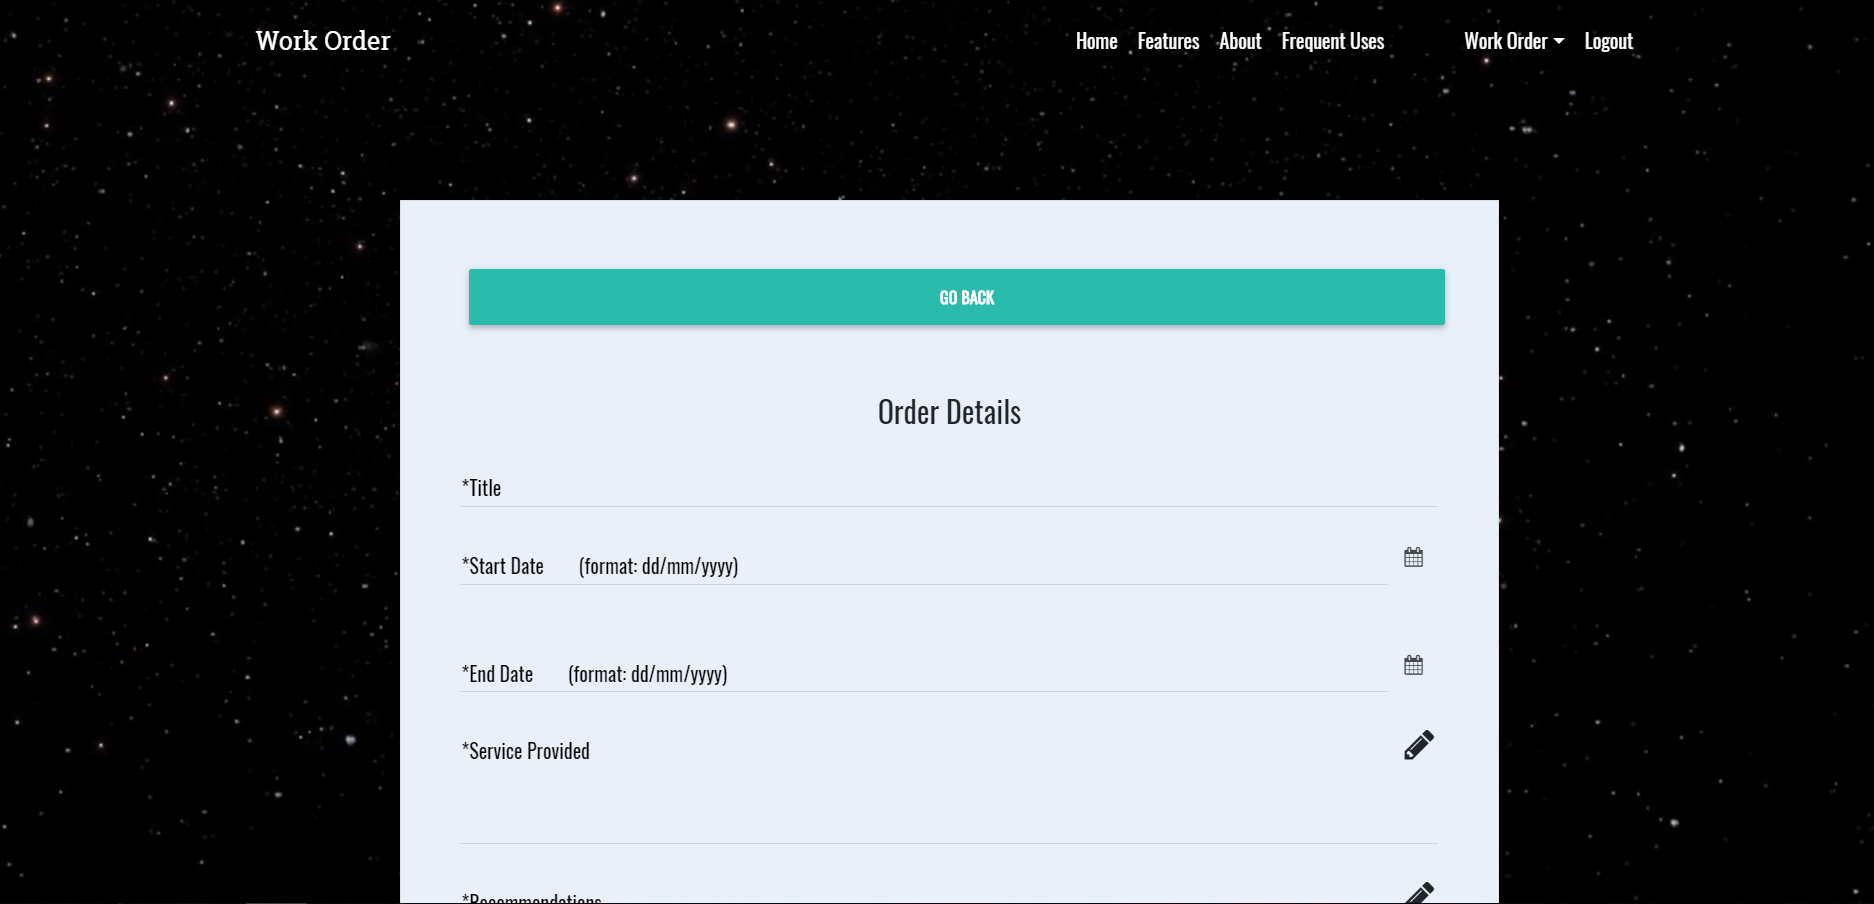 Work Order
Home Features About Frequent Uses Work Order Logout
GO BACK
Order Details
*Title
*Start Date (format: dd/mm/yyyy)
*End Date (format: dd/mm/yyyy)
*Service Provided
*Recommendations